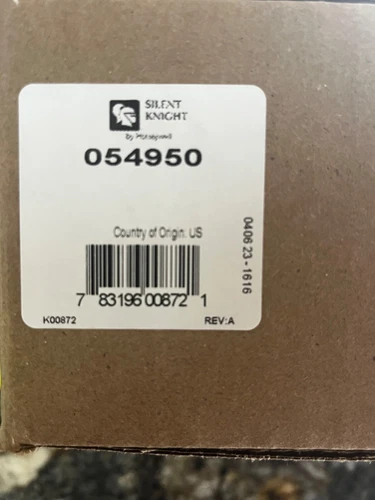 SILENT
KNIGHT
by Honeywell
054950
Country of Origin. US
0406 23 - 1616
7 83196 00872 1
K00872
REV:A